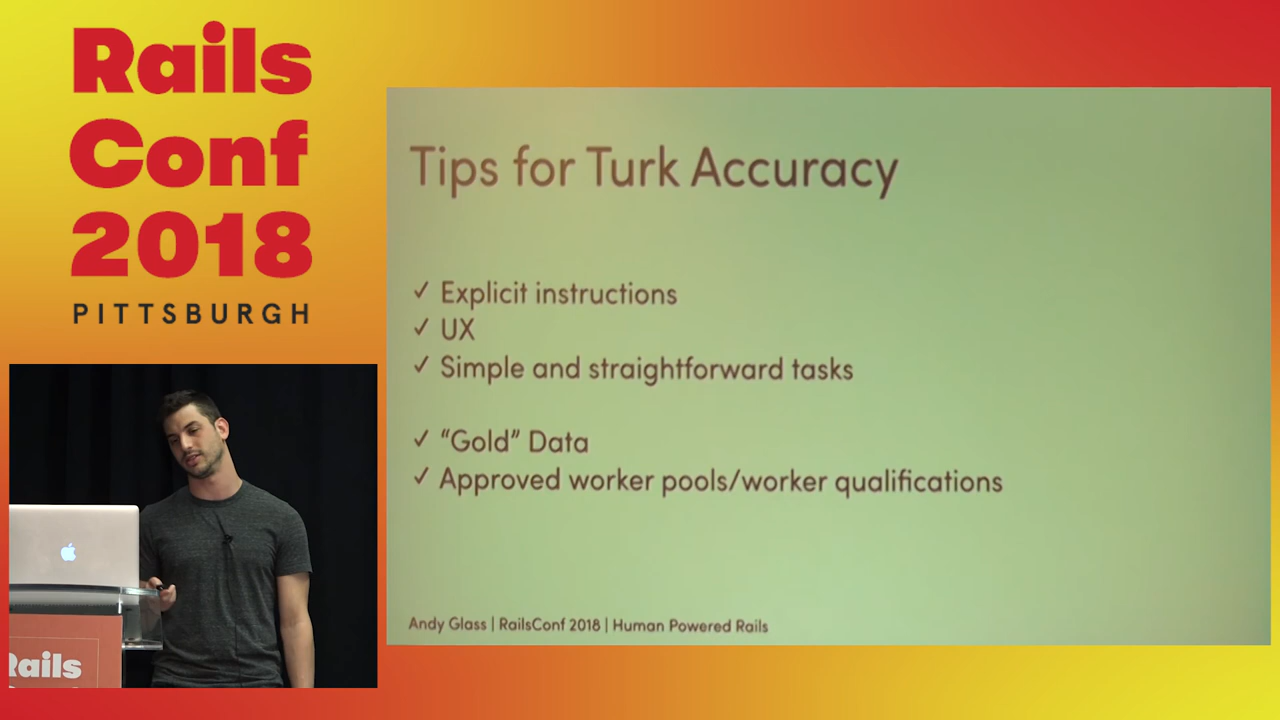 Rails
Conf
2018
PITTSBURGH
Tips for Turk Accuracy
✓ Explicit instructions
✓ UX
✓ Simple and straightforward tasks
✓ “Gold” Data
✓ Approved worker pools/worker qualifications
Andy Glass | RailsConf 2018 | Human Powered Rails
Rails